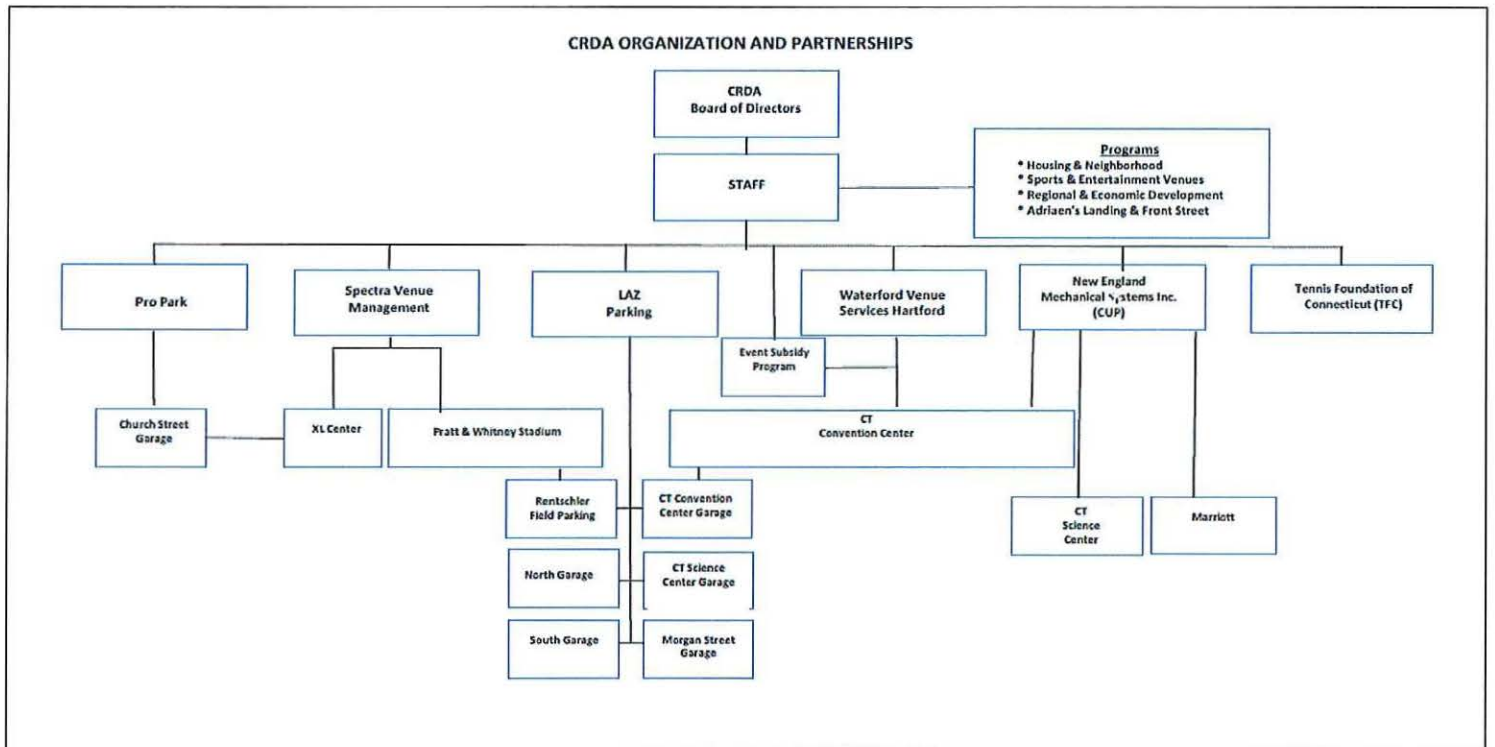 CRDA ORGANIZATION AND PARTNERSHIPS
CRDA
Board of Directors
STAFF
Programs
* Housing & Neighborhood
* Sports & Entertainment Venues
* Regional & Economic Development
* Adriaen's Landing & Front Street
Pro Park
Spectra Venue
Management
LAZ
Parking
Waterford Venue
Services Hartford
New England
Mechanical Systems Inc.
(CUP)
Tennis Foundation of
Connecticut (TFC)
Event Subsidy
Program
Church Street
Garage
XL Center
Pratt & Whitney Stadium
CT
Convention Center
Rentschler
Field Parking
CT Convention
Center Garage
CT
Science
Center
Marriott
North Garage
CT Science
Center Garage
South Garage
Morgan Street
Garage